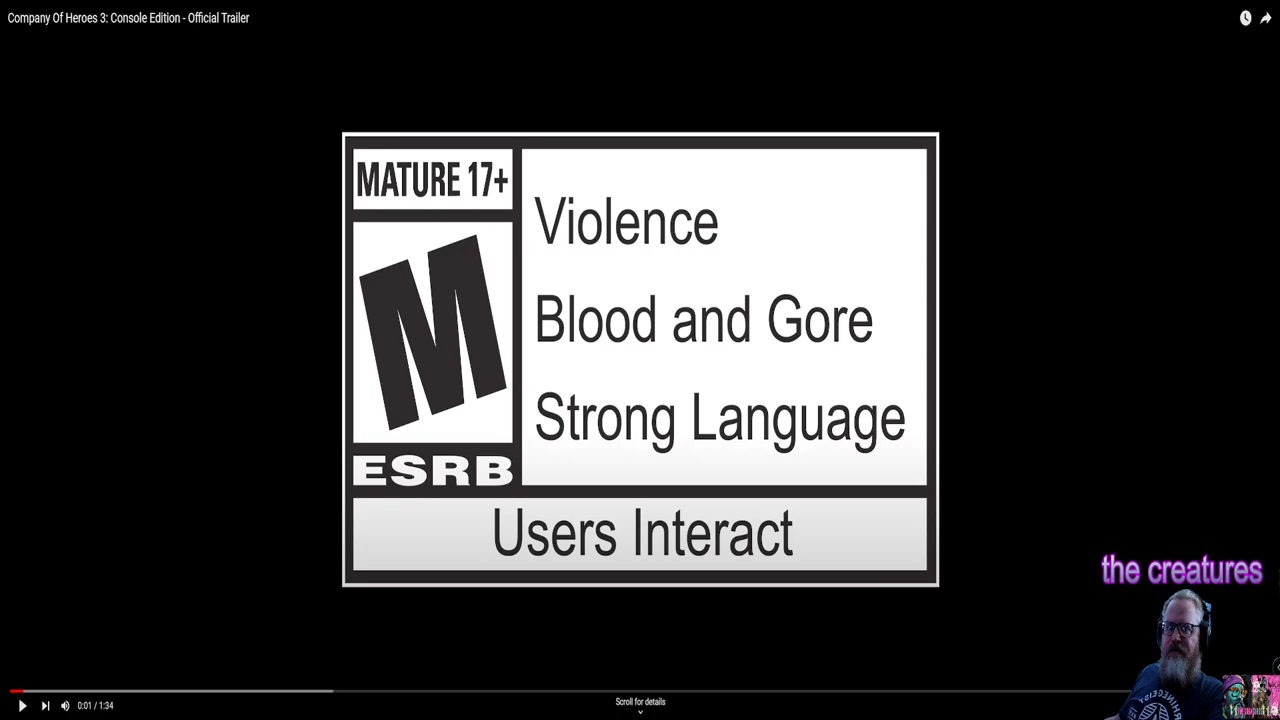 Company Of Heroes 3: Console Edition - Official Trailer
MATURE 17+
M
ESRB
Violence
Blood and Gore
Strong Language
Users Interact
the creatures
0:01 / 1:34
Scroll for details